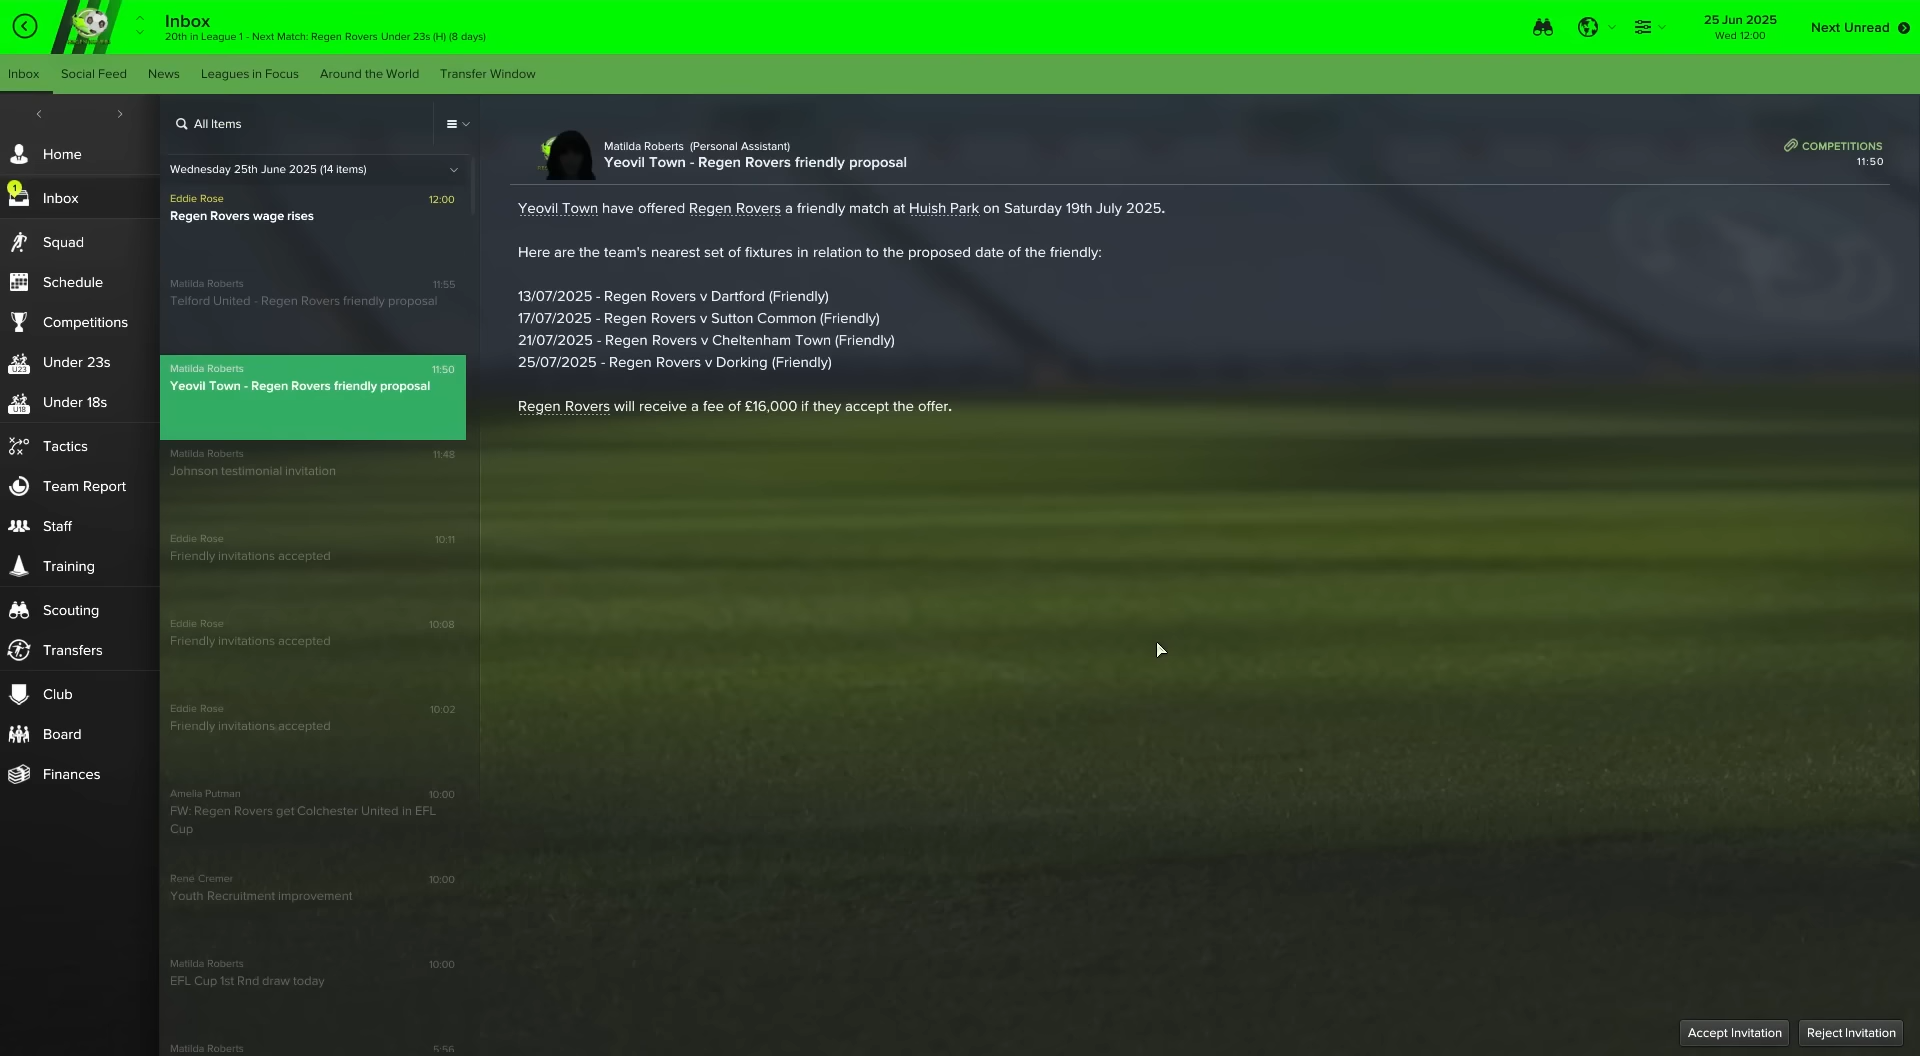 Inbox
20th in League 1 - Next Match: Regen Rovers Under 23s (H) (8 days)
25 Jun 2025
Wed 12:00
Next Unread
Inbox
Social Feed
News
Leagues in Focus
Around the World
Transfer Window
Home
1
Inbox
Squad
Schedule
Competitions
U23
Under 23s
U18
Under 18s
Tactics
Team Report
Staff
Training
Scouting
Transfers
Club
Board
Finances
All Items
Wednesday 25th June 2025 (14 items)
Eddie Rose 12:00
Regen Rovers wage rises
Matilda Roberts 11:55
Telford United - Regen Rovers friendly proposal
Matilda Roberts 11:50
Yeovil Town - Regen Rovers friendly proposal
Matilda Roberts 11:48
Johnson testimonial invitation
Eddie Rose 10:11
Friendly invitations accepted
Eddie Rose 10:08
Friendly invitations accepted
Eddie Rose 10:02
Friendly invitations accepted
Amelia Putman 10:00
FW: Regen Rovers get Colchester United in EFL
Cup
René Cremer 10:00
Youth Recruitment improvement
Matilda Roberts 10:00
EFL Cup 1st Rnd draw today
Matilda Roberts 5:56
Matilda Roberts (Personal Assistant)
Yeovil Town - Regen Rovers friendly proposal
COMPETITIONS
11:50
Yeovil Town have offered Regen Rovers a friendly match at Huish Park on Saturday 19th July 2025.
Here are the team's nearest set of fixtures in relation to the proposed date of the friendly:
13/07/2025 - Regen Rovers v Dartford (Friendly)
17/07/2025 - Regen Rovers v Sutton Common (Friendly)
21/07/2025 - Regen Rovers v Cheltenham Town (Friendly)
25/07/2025 - Regen Rovers v Dorking (Friendly)
Regen Rovers will receive a fee of £16,000 if they accept the offer.
Accept Invitation
Reject Invitation